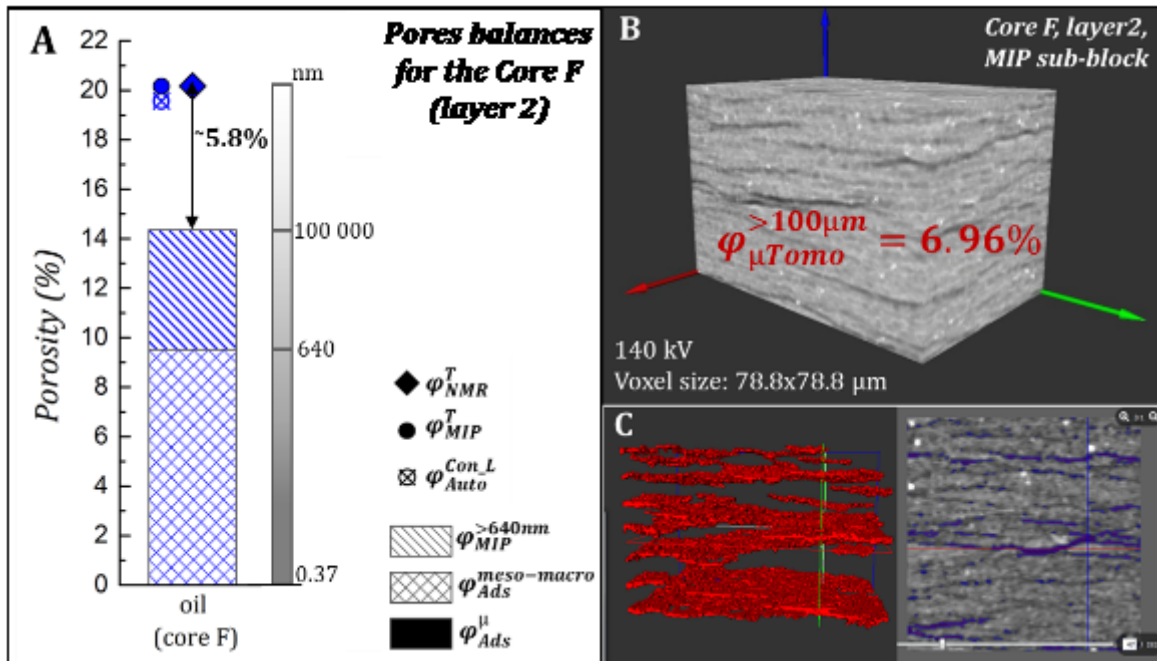 A
Pores balances
for the Core F
(layer 2)
22
20
18
16
14
12
10
8
6
4
2
0
Porosity (%)
~5.8%
nm
100 000
640
0.37
oil
(core F)
φ^T_NMR
φ^T_MIP
φ^Con_L_Auto
φ^>640nm_MIP
φ^meso-macro_Ads
φ^μ_Ads
B
Core F, layer2,
MIP sub-block
φ^>100μm_μTomo = 6.96%
140 kV
Voxel size: 78.8x78.8 μm
C